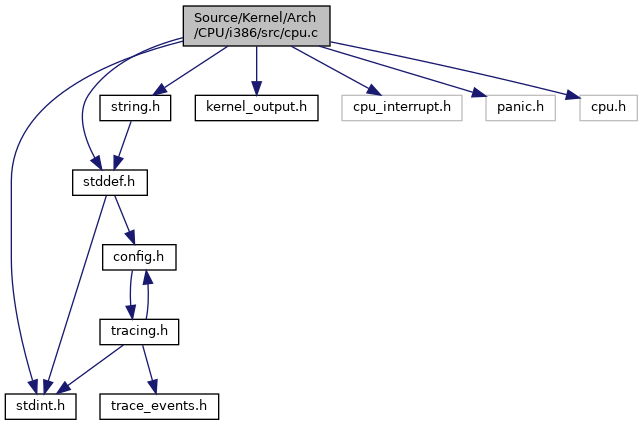 Source/Kernel/Arch
/CPU/i386/src/cpu.c
string.h
kernel_output.h
cpu_interrupt.h
panic.h
cpu.h
stddef.h
config.h
tracing.h
stdint.h
trace_events.h